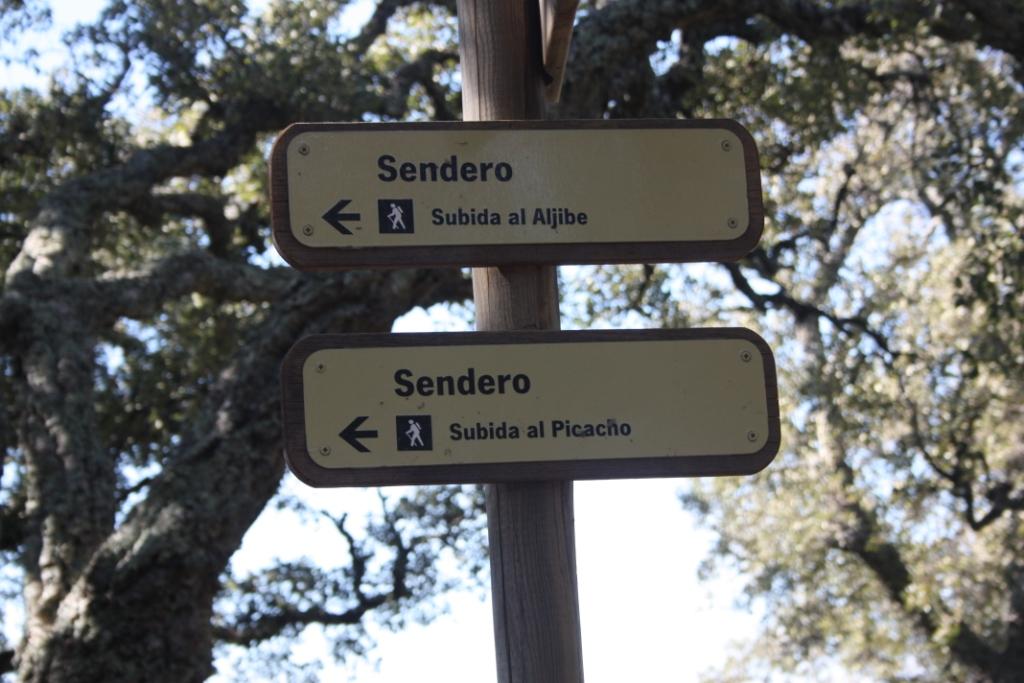 Sendero
Subida al Aljibe
Sendero
Subida al Picacho